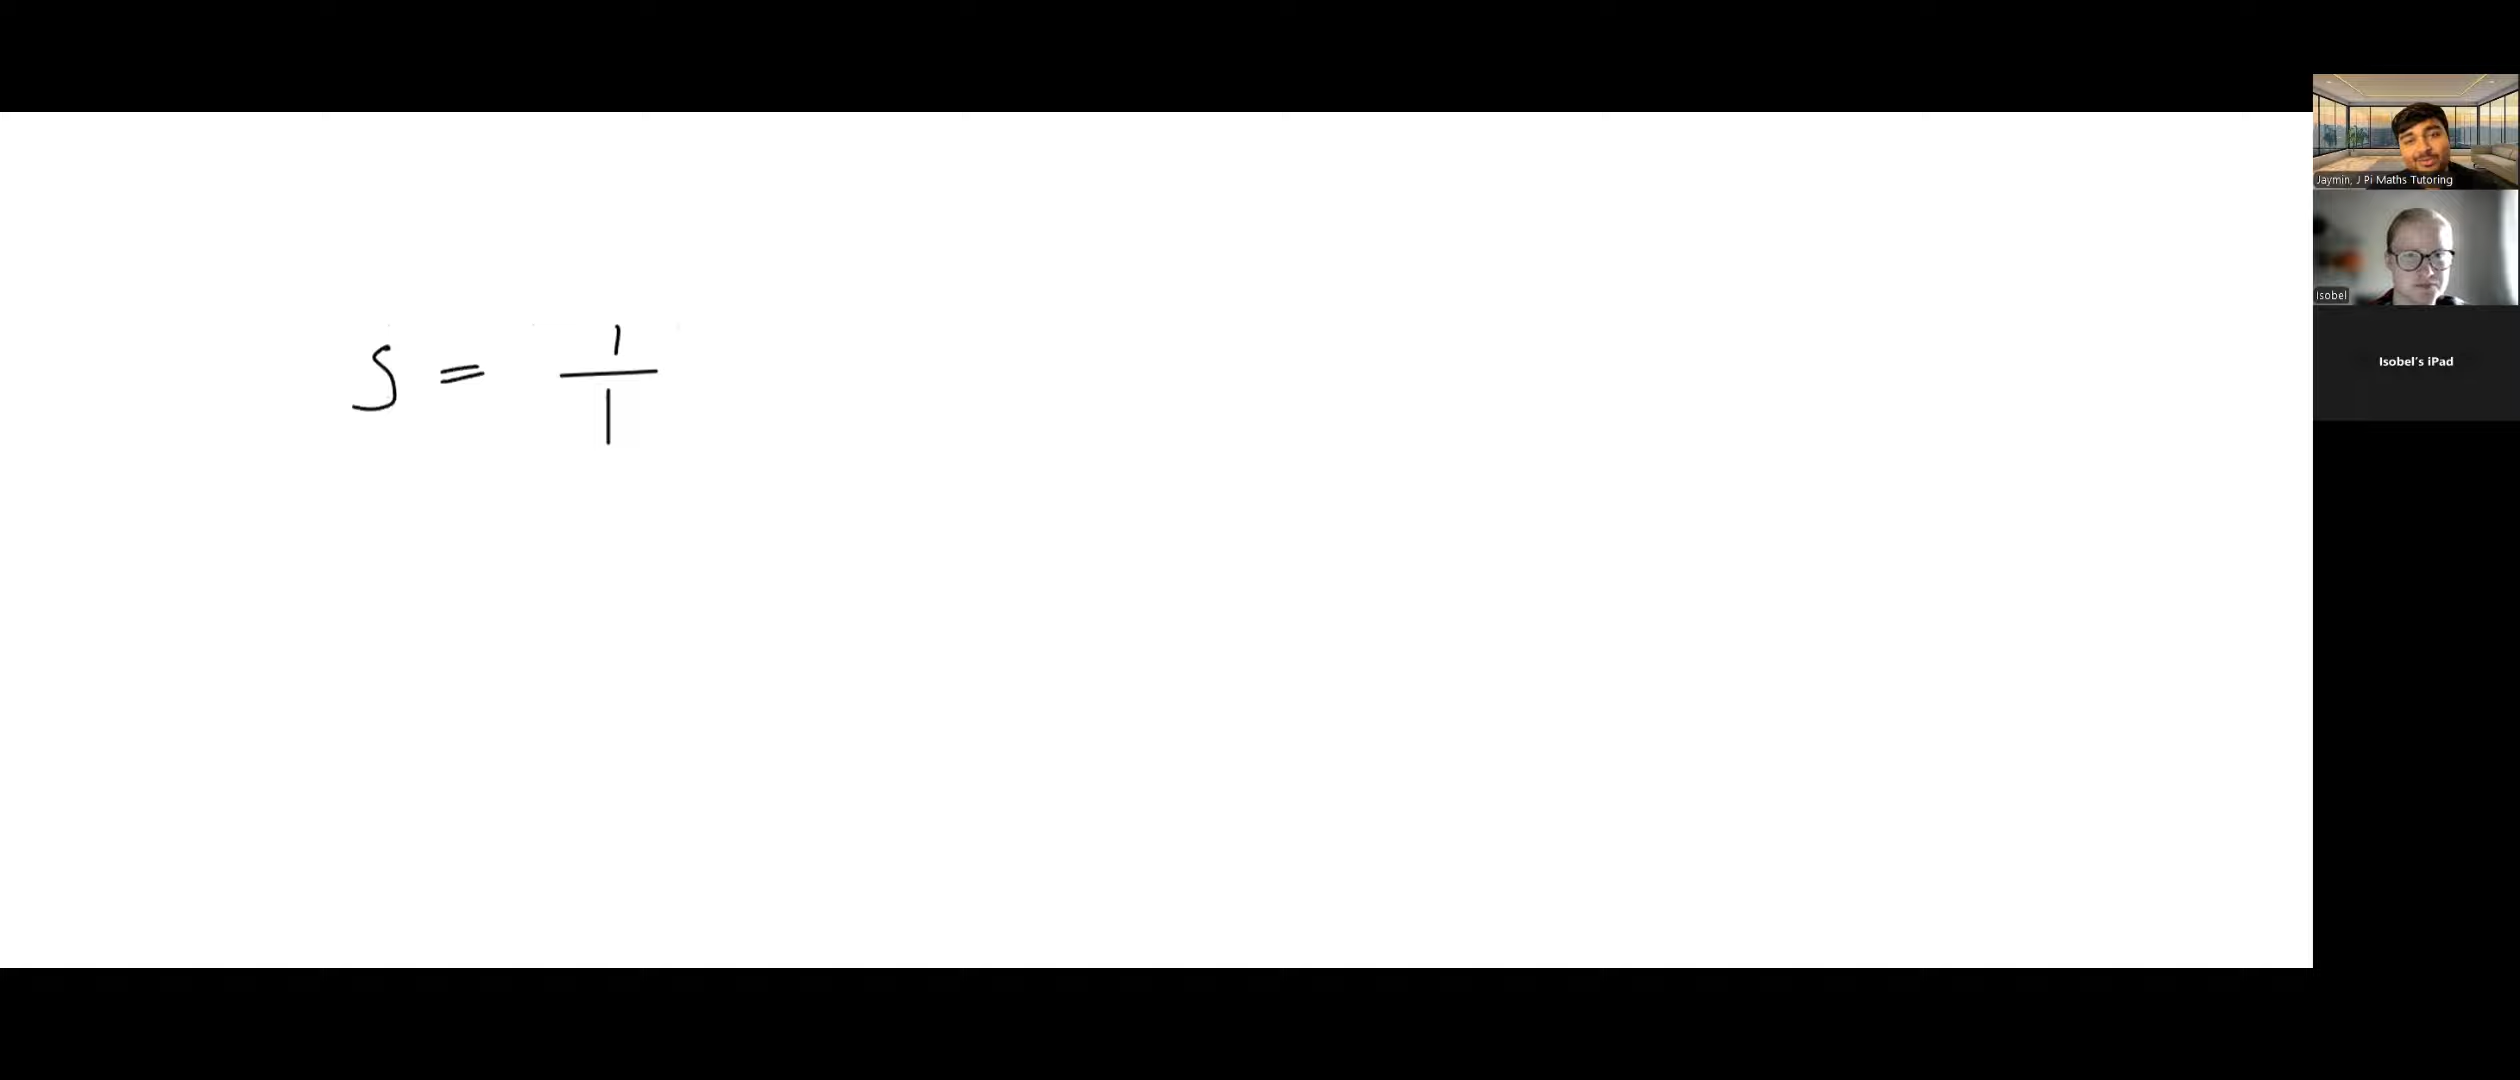 S = 1/1
Jaymin, J Pi Maths Tutoring
Isobel
Isobel's iPad